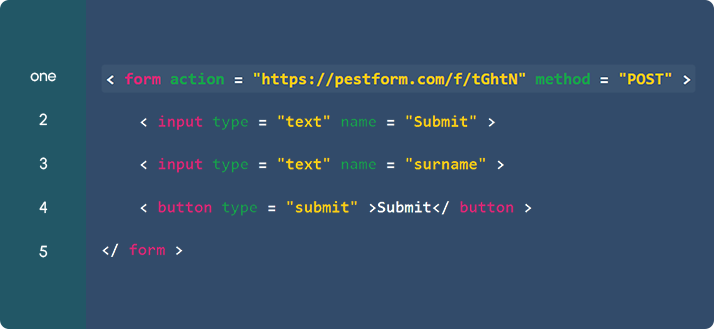 one < form action = "https://pestform.com/f/tGhtN" method = "POST" >
2 < input type = "text" name = "Submit" >
3 < input type = "text" name = "surname" >
4 < button type = "submit" >Submit</ button >
5 </ form >